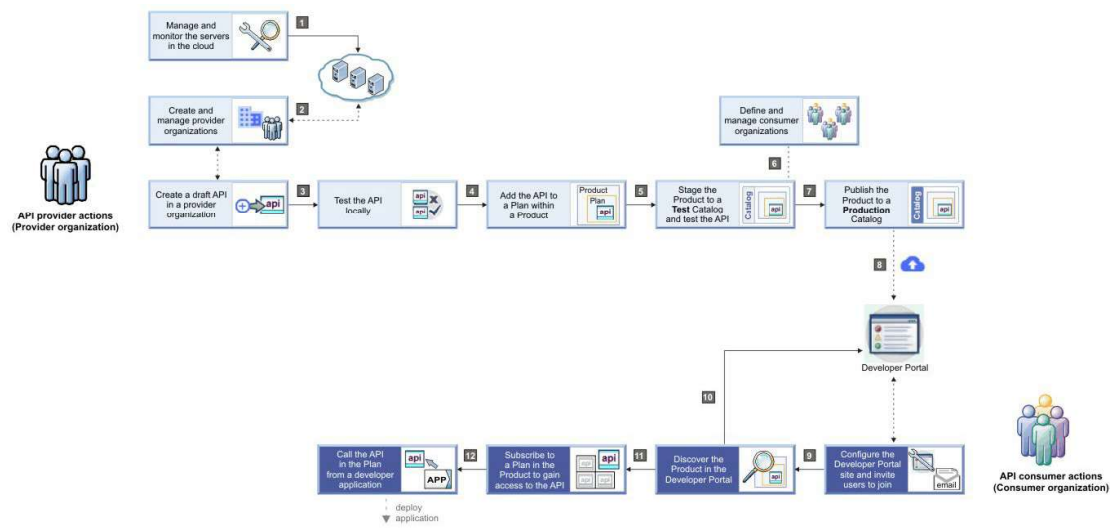 Manage and
monitor the servers
in the cloud
1
Create and
manage provider
organizations
2
Define and
manage consumer
organizations
6
API provider actions
(Provider organization)
Create a draft API
in a provider
organization
api
3
Test the API
locally
api
api
4
Add the API to
a Plan within
a Product
Product
Plan
api
5
Stage the
Product to a
Test Catalog
and test the API
Catalog
api
7
Publish the
Product to a
Production
Catalog
Catalog
api
8
Developer Portal
10
Call the API
in the Plan
from a developer
application
api
APP
12
Subscribe to
a Plan in the
Product to gain
access to the API
api
api
api
api
api
11
Discover the
Product in the
Developer Portal
api
9
Configure the
Developer Portal
site and invite
users to join
email
API consumer actions
(Consumer organization)
deploy
application